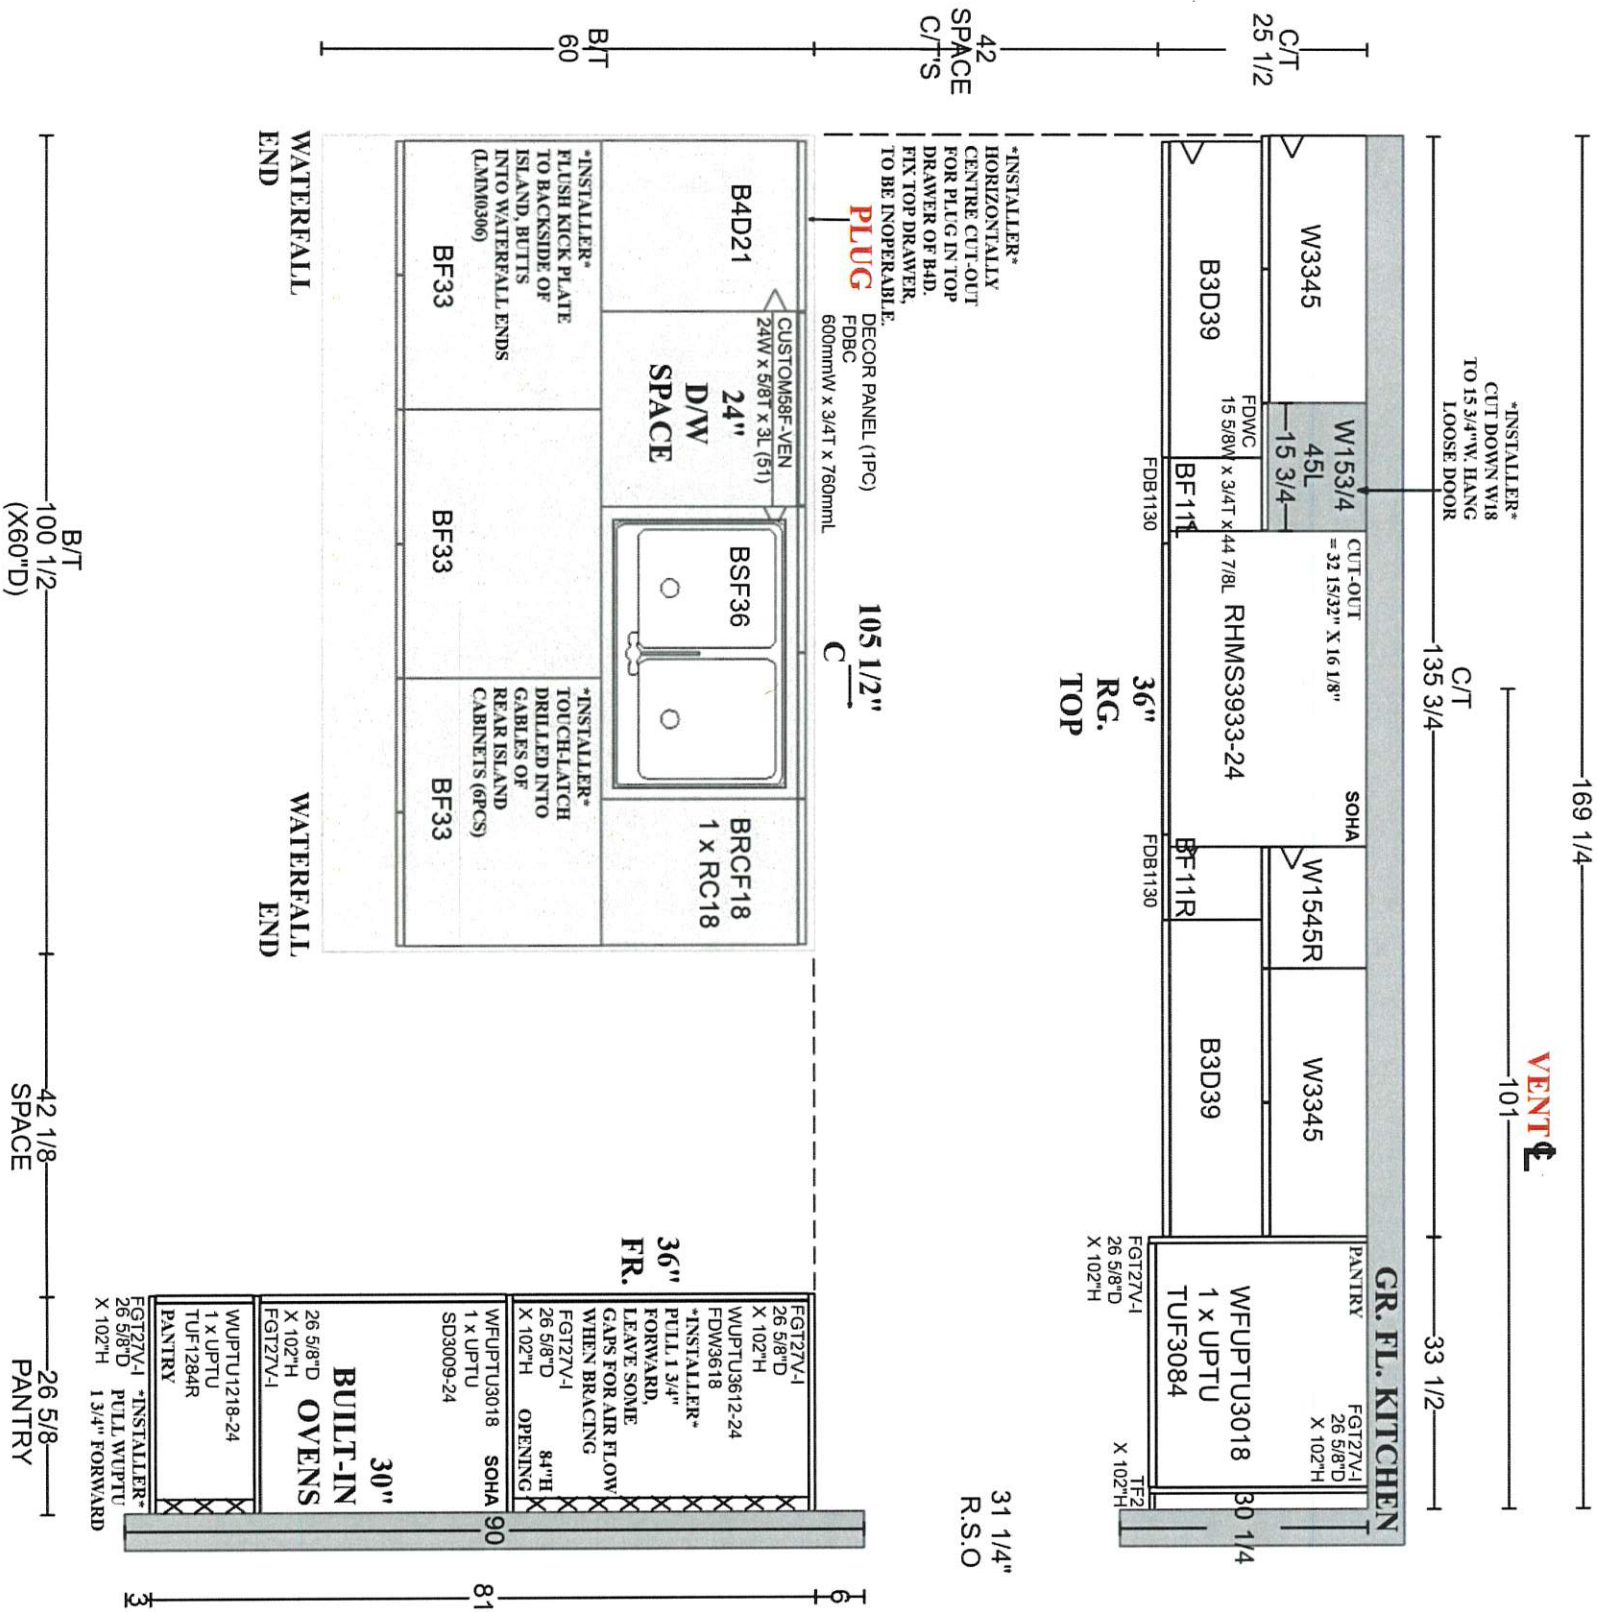 169 1/4
VENT ℄
101
*INSTALLER*
CUT DOWN W18
TO 15 3/4"W. HANG
LOOSE DOOR
C/T
135 3/4
33 1/2
GR. FL. KITCHEN
C/T
25 1/2
42
SPACE
C/T'S
B/T
60
W3345
W153/4
45L
15 3/4
CUT-OUT
= 32 15/32" X 16 1/8"
SOHA
W1545R
W3345
PANTRY
FGT27V-I
26 5/8"D
X 102"H
B3D39
FDWC
15 5/8W x 3/4T x 44 7/8L
BF11L
FDB1130
RHMS3933-24
36"
RG.
TOP
BF11R
FDB1130
B3D39
WFUPTU3018
1 x UPTU
TUF3084
FGT27V-I
26 5/8"D
X 102"H
TF2
X 102"H
30 1/4
31 1/4"
R.S.O
*INSTALLER*
HORIZONTALLY
CENTRE CUT-OUT
FOR PLUG IN TOP
DRAWER OF B4D.
FIX TOP DRAWER,
TO BE INOPERABLE.
PLUG
DECOR PANEL (1PC)
FDBC
600mmW x 3/4T x 760mmL
105 1/2"
C
B4D21
CUSTOM58F-VEN
24W x 5/8T x 3L (51)
24"
D/W
SPACE
BSF36
BRCF18
1 x RC18
*INSTALLER*
FLUSH KICK PLATE
TO BACKSIDE OF
ISLAND, BUTTS
INTO WATERFALL ENDS
(LMM0306)
BF33
BF33
*INSTALLER*
TOUCH-LATCH
DRILLED INTO
GABLES OF
REAR ISLAND
CABINETS (6PCS)
BF33
WATERFALL
END
WATERFALL
END
36"
FR.
FGT27V-I
26 5/8"D
X 102"H
WUPTU3612-24
FDW3618
*INSTALLER*
PULL 1 3/4"
FORWARD,
LEAVE SOME
GAPS FOR AIR FLOW
WHEN BRACING
FGT27V-I
26 5/8"D
X 102"H
84"H
OPENING
WFUPTU3018
1 x UPTU
SD3009-24
SOHA
30"
BUILT-IN
OVENS
26 5/8"D
X 102"H
FGT27V-I
WUPTU1218-24
1 x UPTU
TUF1284R
PANTRY
FGT27V-I
26 5/8"D
X 102"H
*INSTALLER*
PULL WUPTU
1 3/4" FORWARD
90
6
81
3
B/T
100 1/2
(X60"D)
42 1/8
SPACE
26 5/8
PANTRY